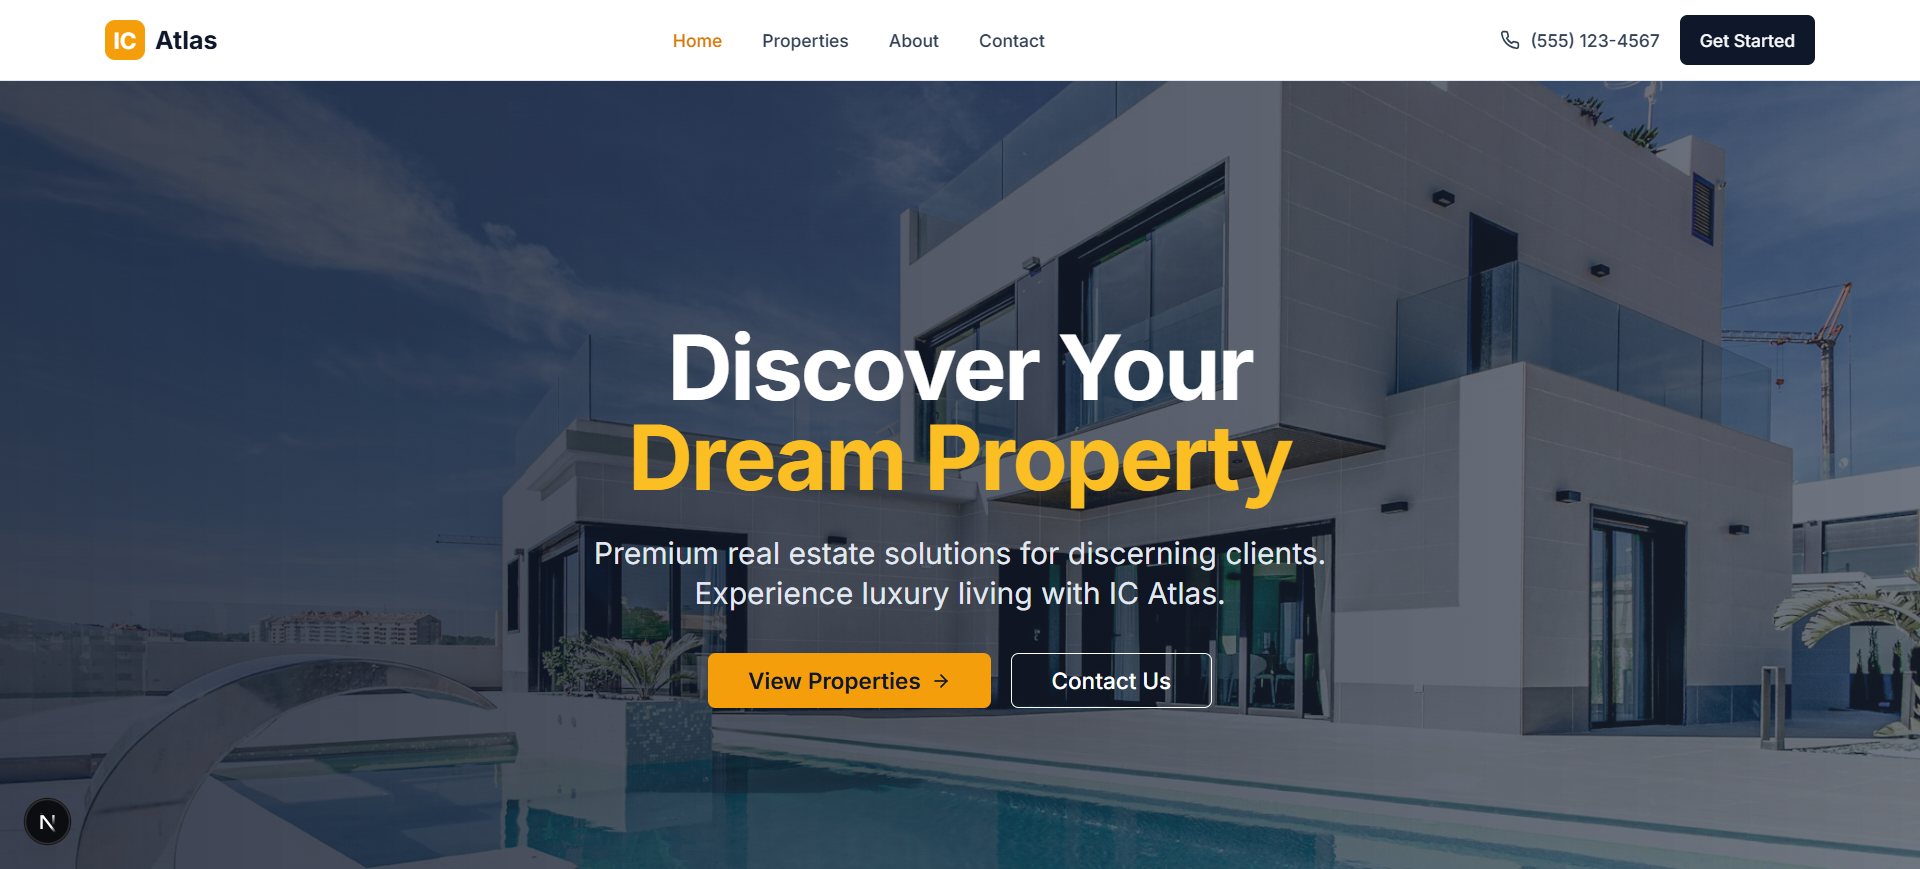 IC Atlas
Home Properties About Contact
(555) 123-4567
Get Started
Discover Your
Dream Property
Premium real estate solutions for discerning clients.
Experience luxury living with IC Atlas.
View Properties →
Contact Us
N